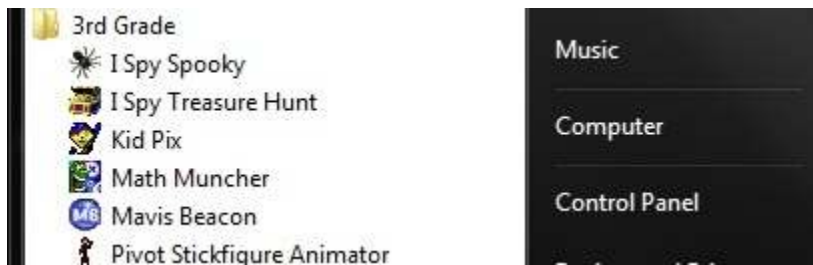 3rd Grade
I Spy Spooky
I Spy Treasure Hunt
Kid Pix
Math Muncher
MB
Mavis Beacon
Pivot Stickfigure Animator
Music
Computer
Control Panel